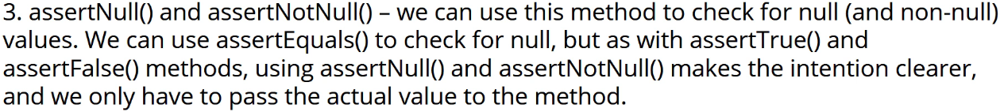 3. assertNull() and assertNotNull() – we can use this method to check for null (and non-null)
values. We can use assertEquals() to check for null, but as with assertTrue() and
assertFalse() methods, using assertNull() and assertNotNull() makes the intention clearer,
and we only have to pass the actual value to the method.